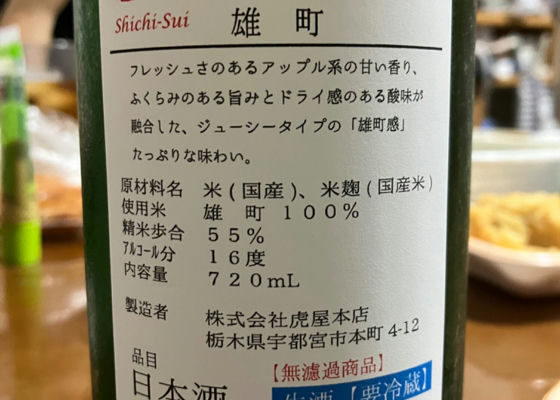 Shichi-Sui 雄町
フレッシュさのあるアップル系の甘い香り、
ふくらみのある旨みとドライ感のある酸味が
融合した、ジューシータイプの「雄町感」
たっぷりな味わい。
原材料名 米(国産)、米麹(国産米)
使用米 雄町 100%
精米歩合 55%
アルコール分 16度
内容量 720mL
製造者 株式会社虎屋本店
栃木県宇都宮市本町4-12
品目
日本酒
【無濾過商品】
生酒【要冷蔵】